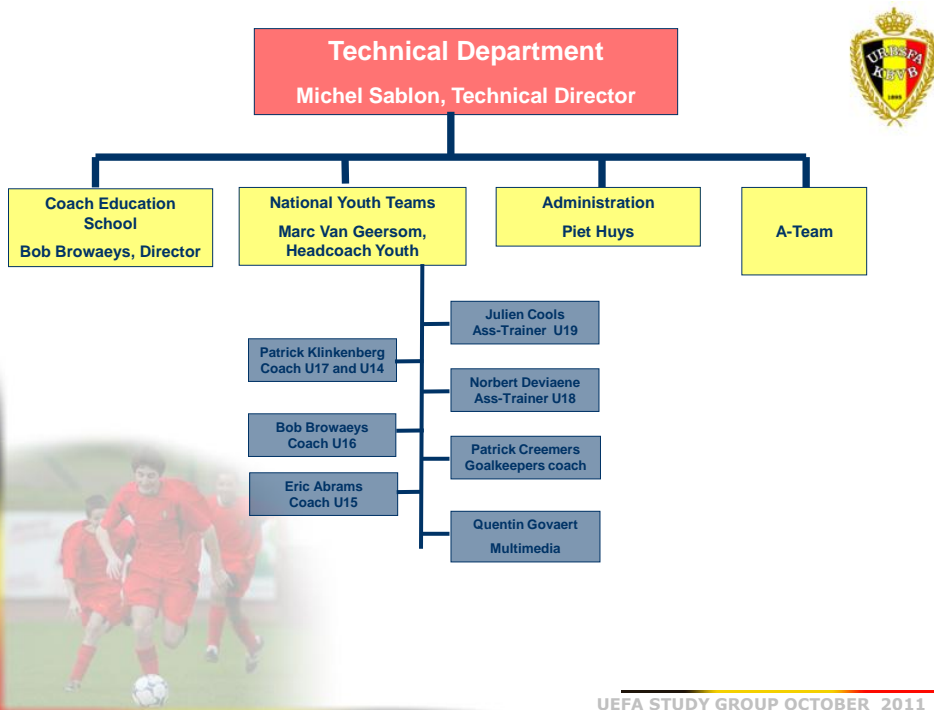 Technical Department
Michel Sablon, Technical Director
URBSFA
KBVB
1895
Coach Education
School
Bob Browaeys, Director
National Youth Teams
Marc Van Geersom,
Headcoach Youth
Administration
Piet Huys
A-Team
Julien Cools
Ass-Trainer U19
Patrick Klinkenberg
Coach U17 and U14
Norbert Deviaene
Ass-Trainer U18
Bob Browaeys
Coach U16
Patrick Creemers
Goalkeepers coach
Eric Abrams
Coach U15
Quentin Govaert
Multimedia
UEFA STUDY GROUP OCTOBER 2011